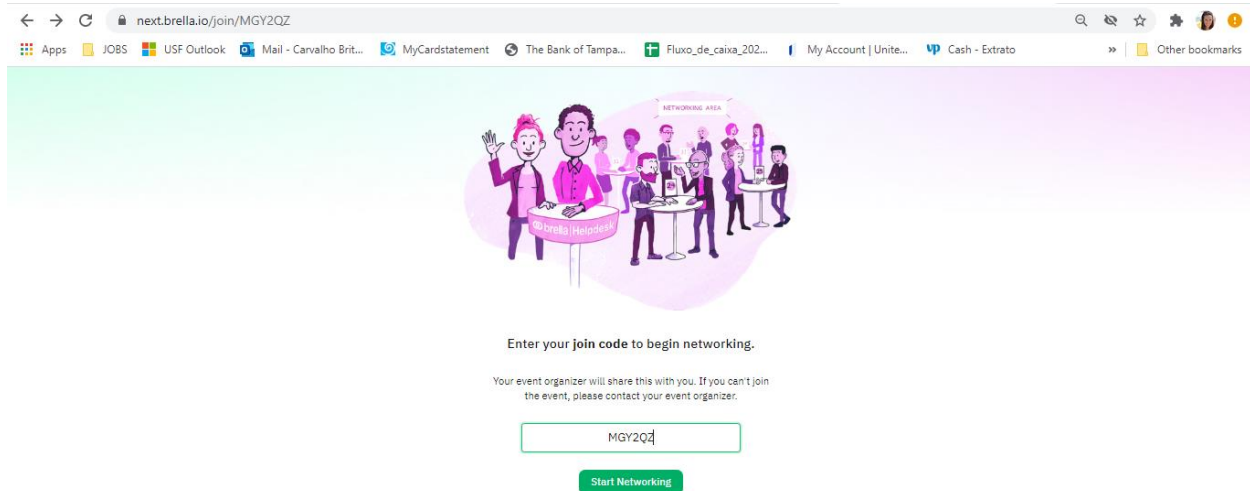 next.brella.io/join/MGY2QZ
Apps JOBS USF Outlook Mail - Carvalho Brit... MyCardstatement The Bank of Tampa... Fluxo_de_caixa_202... My Account | Unite... Cash - Extrato » Other bookmarks
NETWORKING AREA
brella Helpdesk
Enter your join code to begin networking.
Your event organizer will share this with you. If you can't join
the event, please contact your event organizer.
MGY2QZ
Start Networking